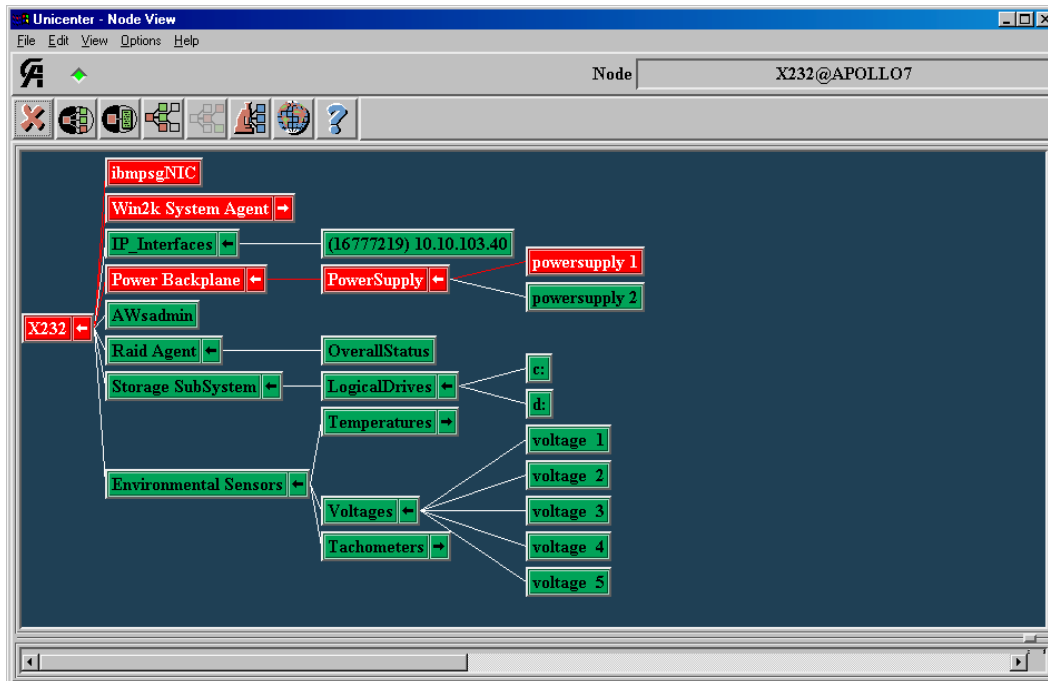 Unicenter - Node View
File Edit View Options Help
CA
Node X232@APOLLO7
?
ibmpsgNIC
Win2k System Agent
IP_Interfaces (16777219) 10.10.103.40
powersupply 1
Power Backplane PowerSupply
powersupply 2
AWsadmin
X232
Raid Agent OverallStatus
c:
Storage SubSystem LogicalDrives
d:
Temperatures
voltage 1
voltage 2
Environmental Sensors
Voltages voltage 3
Tachometers voltage 4
voltage 5